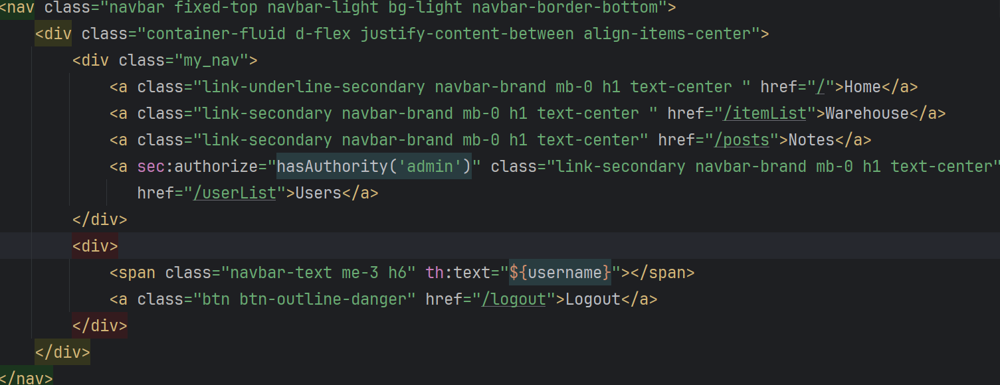 <nav class="navbar fixed-top navbar-light bg-light navbar-border-bottom">
<div class="container-fluid d-flex justify-content-between align-items-center">
<div class="my_nav">
<a class="link-underline-secondary navbar-brand mb-0 h1 text-center " href="/">Home</a>
<a class="link-secondary navbar-brand mb-0 h1 text-center " href="/itemList">Warehouse</a>
<a class="link-secondary navbar-brand mb-0 h1 text-center" href="/posts">Notes</a>
<a sec:authorize="hasAuthority('admin')" class="link-secondary navbar-brand mb-0 h1 text-center"
href="/userList">Users</a>
</div>
<div>
<span class="navbar-text me-3 h6" th:text="${username}"></span>
<a class="btn btn-outline-danger" href="/logout">Logout</a>
</div>
</div>
</nav>